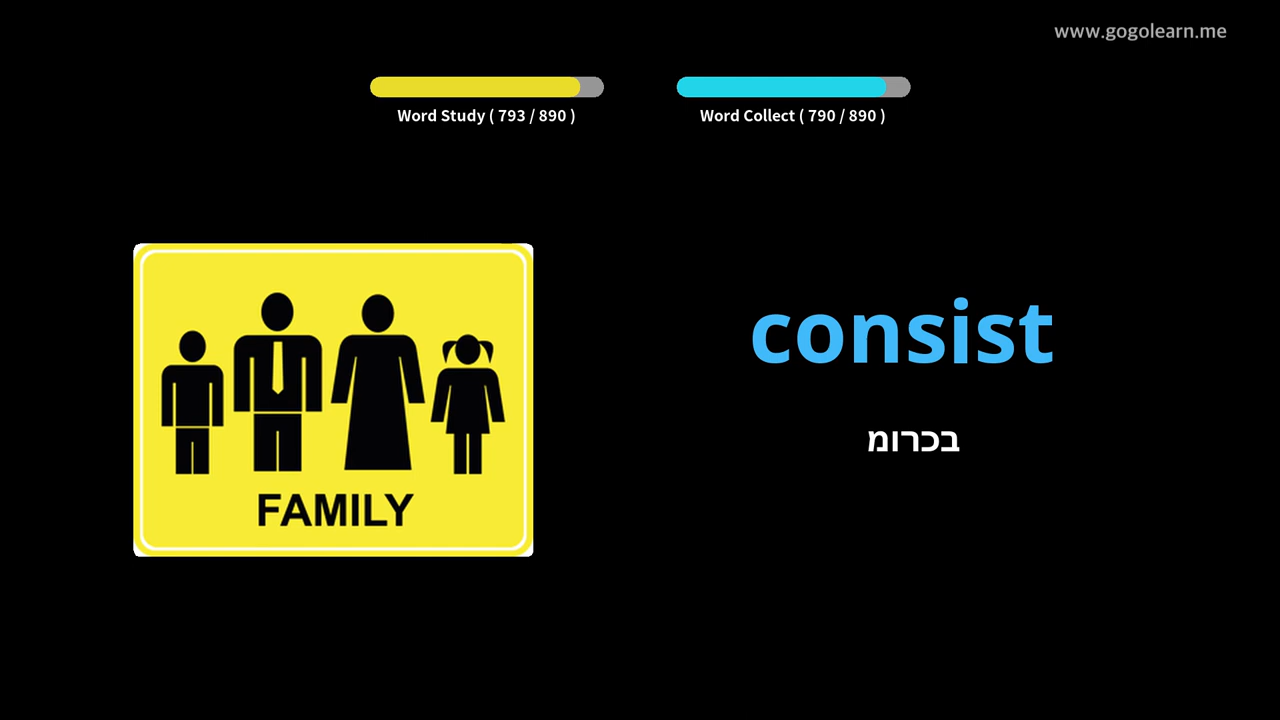 www.gogolearn.me
Word Study ( 793 / 890 )
Word Collect ( 790 / 890 )
consist
בכרומ
FAMILY